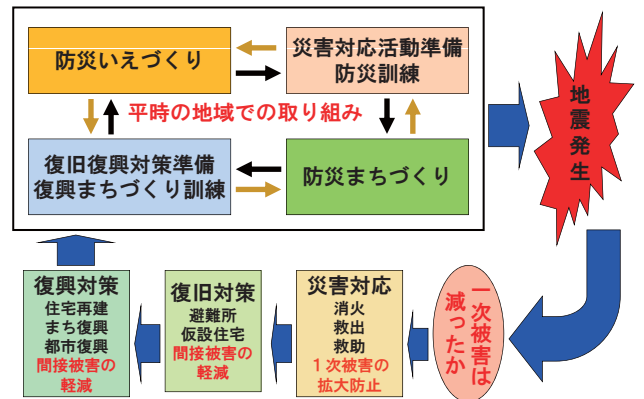 防災いえづくり
災害対応活動準備
防災訓練
平時の地域での取り組み
復旧復興対策準備
復興まちづくり訓練
防災まちづくり
地震発生
一次被害は
減ったか
災害対応
消火
救出
救助
1次被害の
拡大防止
復旧対策
避難所
仮設住宅
間接被害の
軽減
復興対策
住宅再建
まち復興
都市復興
間接被害の
軽減